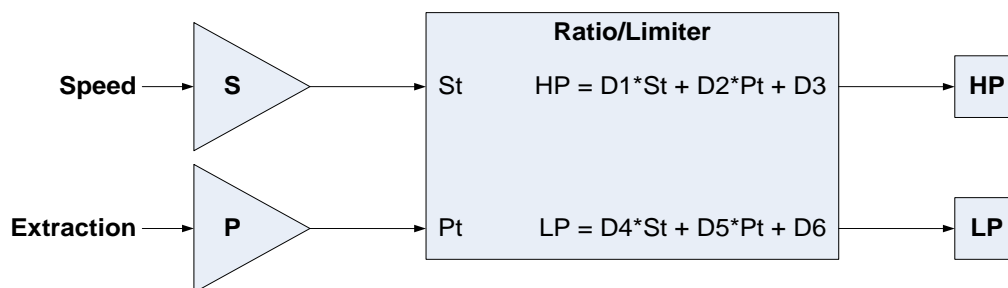 Ratio/Limiter
Speed S St HP = D1*St + D2*Pt + D3 HP
Extraction P Pt LP = D4*St + D5*Pt + D6 LP